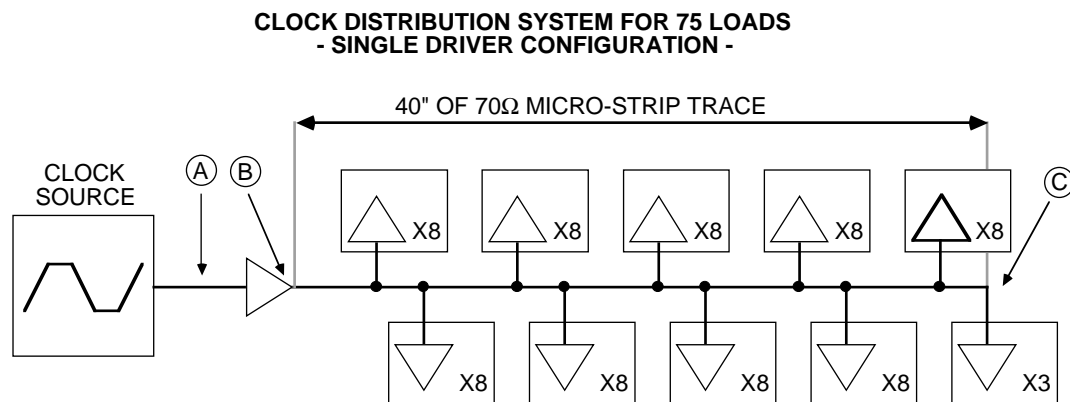 CLOCK DISTRIBUTION SYSTEM FOR 75 LOADS
- SINGLE DRIVER CONFIGURATION -
40" OF 70Ω MICRO-STRIP TRACE
CLOCK
SOURCE
A
B
C
X8
X8
X8
X8
X8
X8
X8
X8
X8
X3